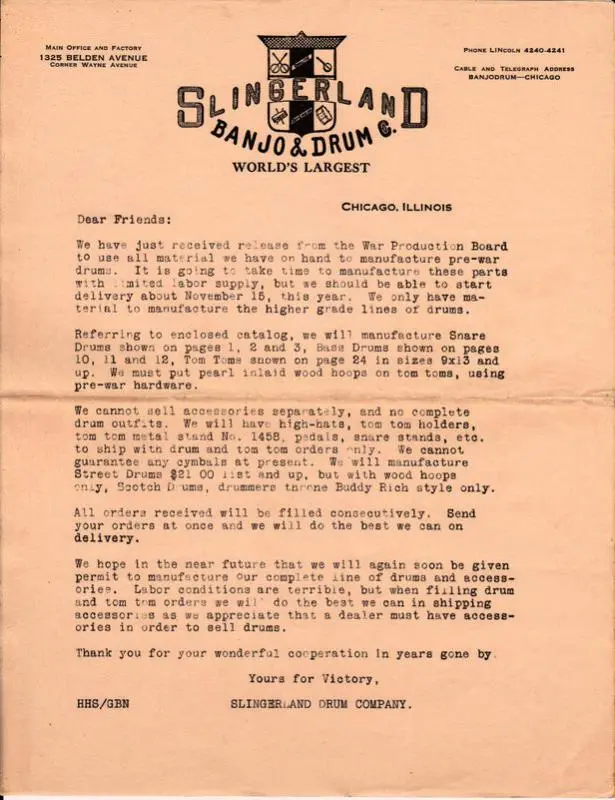 MAIN OFFICE AND FACTORY
1325 BELDEN AVENUE
CORNER WAYNE AVENUE
PHONE LINCOLN 4240-4241
CABLE AND TELEGRAPH ADDRESS
BANJODRUM—CHICAGO
SLINGERLAND
BANJO & DRUM Co.
WORLD'S LARGEST
CHICAGO, ILLINOIS
Dear Friends:
We have just received release from the War Production Board
to use all material we have on hand to manufacture pre-war
drums. It is going to take time to manufacture these parts
with limited labor supply, but we should be able to start
delivery about November 15, this year. We only have ma-
terial to manufacture the higher grade lines of drums.
Referring to enclosed catalog, we will manufacture Snare
Drums shown on pages 1, 2 and 3, Bass Drums shown on pages
10, 11 and 12, Tom Toms shown on page 24 in sizes 9x13 and
up. We must put pearl inlaid wood hoops on tom toms, using
pre-war hardware.
We cannot sell accessories separately, and no complete
drum outfits. We will have high-hats, tom tom holders,
tom tom metal stand No. 1458, pedals, snare stands, etc.
to ship with drum and tom tom orders only. We cannot
guarantee any cymbals at present. We will manufacture
Street Drums $21 00 list and up, but with wood hoops
only, Scotch Drums, drummers throne Buddy Rich style only.
All orders received will be filled consecutively. Send
your orders at once and we will do the best we can on
delivery.
We hope in the near future that we will again soon be given
permit to manufacture our complete line of drums and access-
ories. Labor conditions are terrible, but when filling drum
and tom tom orders we will do the best we can in shipping
accessories as we appreciate that a dealer must have access-
ories in order to sell drums.
Thank you for your wonderful cooperation in years gone by.
Yours for Victory,
HHS/GBN SLINGERLAND DRUM COMPANY.